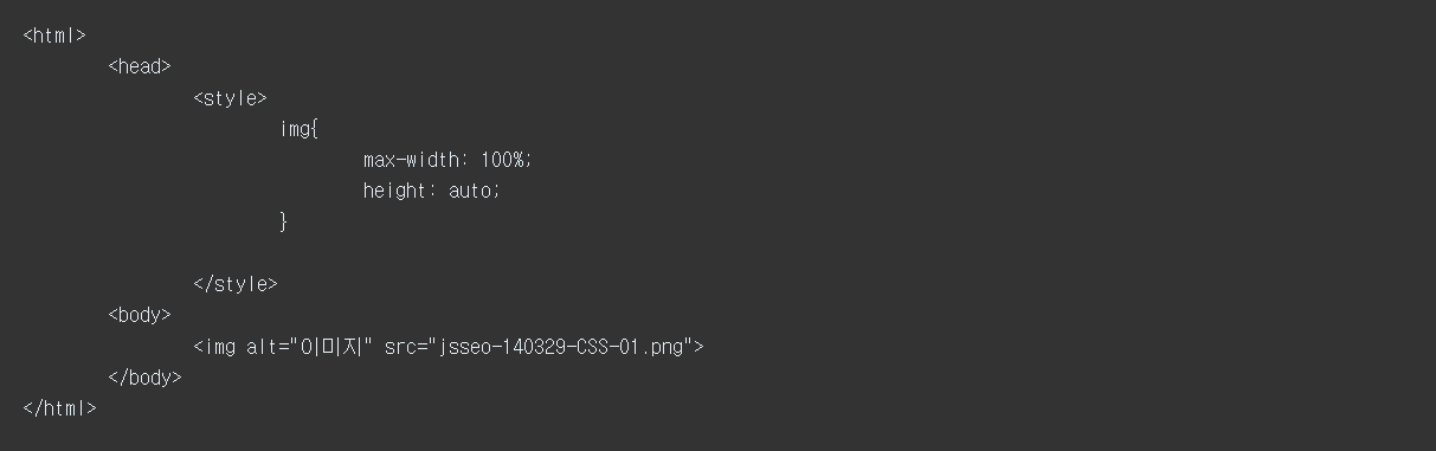 <html>
<head>
<style>
img{
max-width: 100%;
height: auto;
}
</style>
<body>
<img alt="이미지" src="jsseo-140329-CSS-01.png">
</body>
</html>